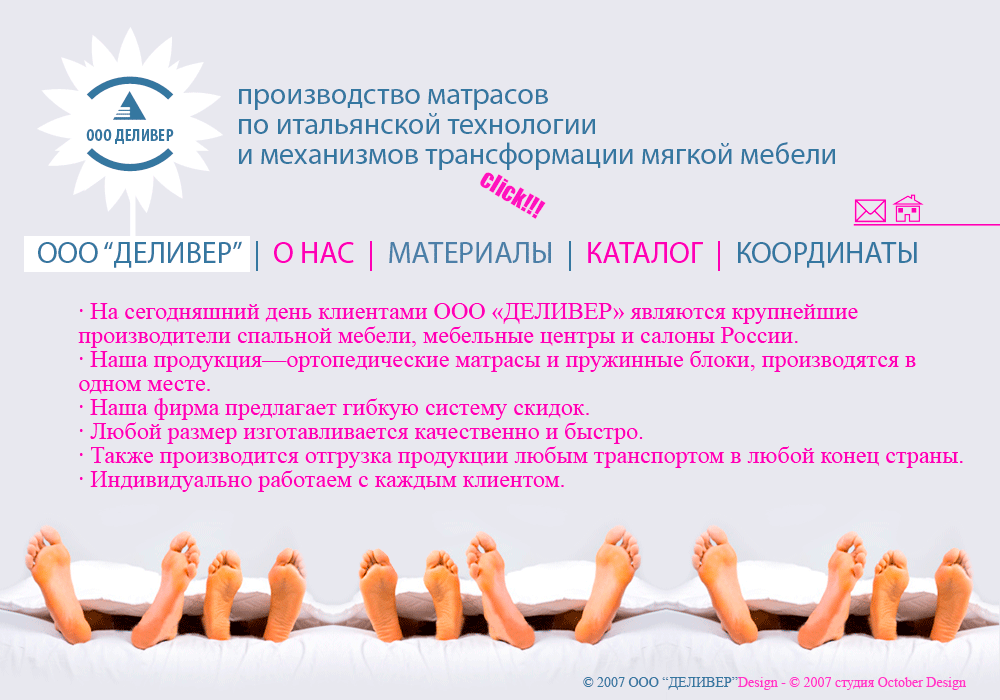 ООО ДЕЛИВЕР
производство матрасов
по итальянской технологии
и механизмов трансформации мягкой мебели
click!!!
ООО “ДЕЛИВЕР” | О НАС | МАТЕРИАЛЫ | КАТАЛОГ | КООРДИНАТЫ
· На сегодняшний день клиентами ООО «ДЕЛИВЕР» являются крупнейшие
производители спальной мебели, мебельные центры и салоны России.
· Наша продукция—ортопедические матрасы и пружинные блоки, производятся в
одном месте.
· Наша фирма предлагает гибкую систему скидок.
· Любой размер изготавливается качественно и быстро.
· Также производится отгрузка продукции любым транспортом в любой конец страны.
· Индивидуально работаем с каждым клиентом.
© 2007 ООО “ДЕЛИВЕР”Design - © 2007 студия October Design